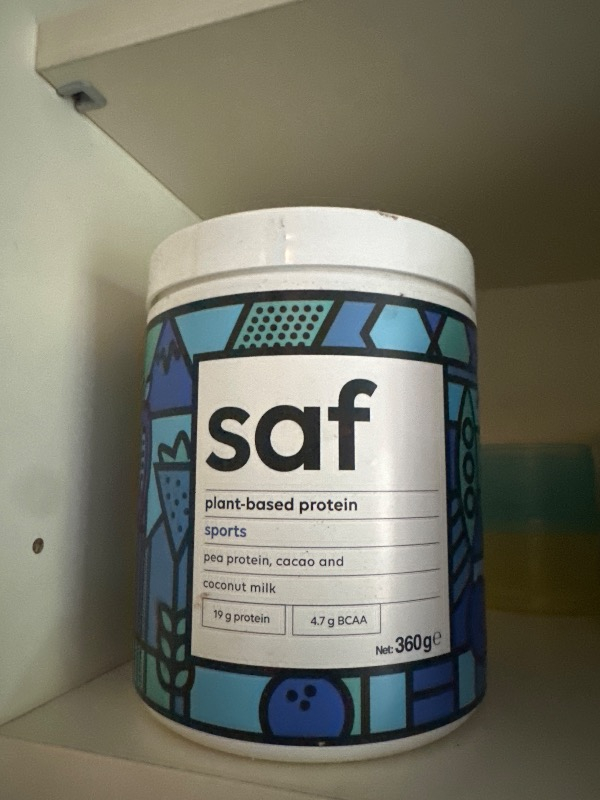 saf
plant-based protein
sports
pea protein, cacao and
coconut milk
19 g protein
4.7 g BCAA
Net: 360g℮